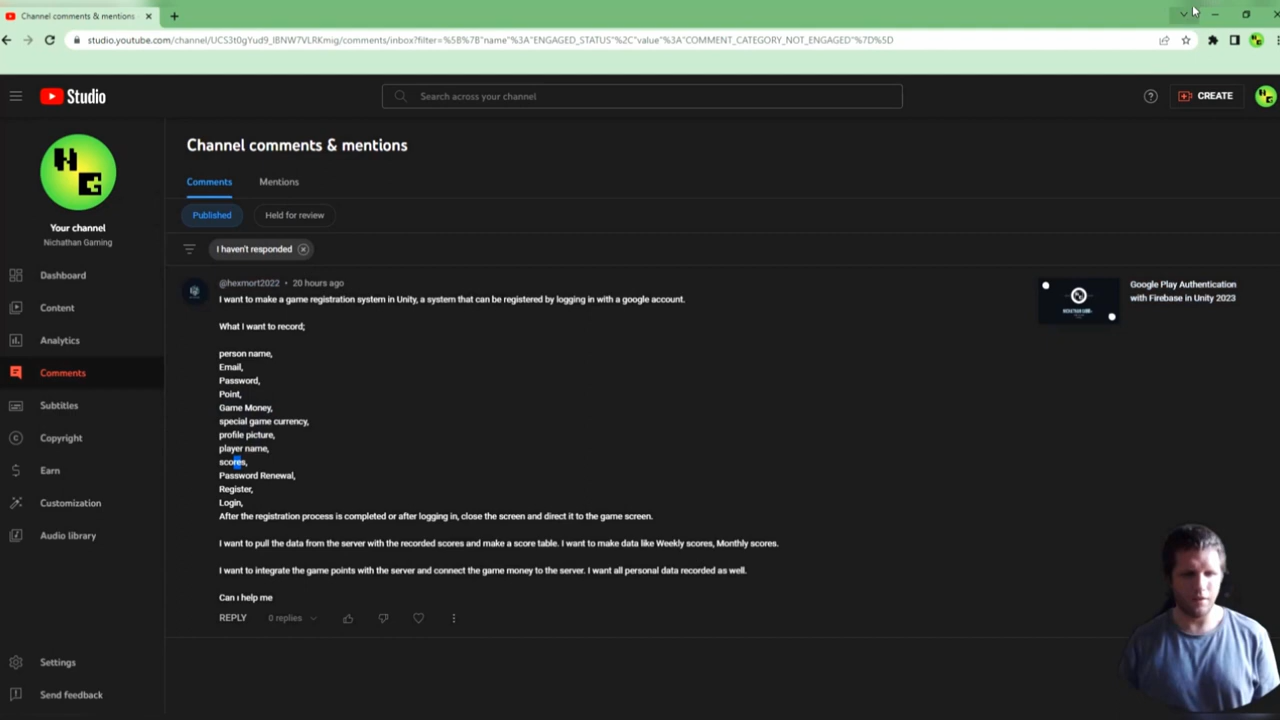 Channel comments & mentions
studio.youtube.com/channel/UCS3t0gYud9_IBNW7VLRKmig/comments/inbox?filter=%5B%7B"name"%3A"ENGAGED_STATUS"%2C"value"%3A"COMMENT_CATEGORY_NOT_ENGAGED"%7D%5D
Studio
Search across your channel
CREATE
Your channel
Nichathan Gaming
Dashboard
Content
Analytics
Comments
Subtitles
Copyright
Earn
Customization
Audio library
Settings
Send feedback
Channel comments & mentions
Comments
Mentions
Published
Held for review
I haven't responded
@hexmort2022 • 20 hours ago
I want to make a game registration system in Unity, a system that can be registered by logging in with a google account.
What I want to record;
person name,
Email,
Password,
Point,
Game Money,
special game currency,
profile picture,
player name,
scores,
Password Renewal,
Register,
Login,
After the registration process is completed or after logging in, close the screen and direct it to the game screen.
I want to pull the data from the server with the recorded scores and make a score table. I want to make data like Weekly scores, Monthly scores.
I want to integrate the game points with the server and connect the game money to the server. I want all personal data recorded as well.
Can ı help me
REPLY
0 replies
Google Play Authentication
with Firebase in Unity 2023